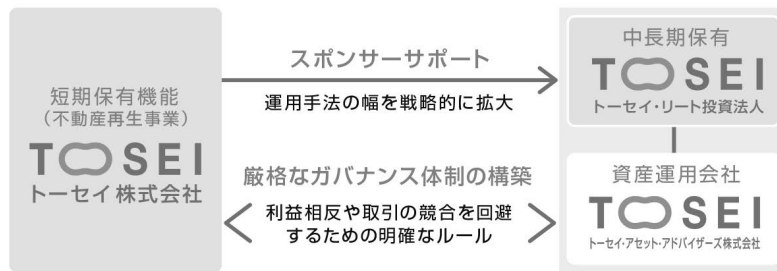 短期保有機能
（不動産再生事業）
TOSEI
トーセイ株式会社
スポンサーサポート
運用手法の幅を戦略的に拡大
厳格なガバナンス体制の構築
利益相反や取引の競合を回避
するための明確なルール
中長期保有
TOSEI
トーセイ・リート投資法人
資産運用会社
TOSEI
トーセイ・アセット・アドバイザーズ株式会社